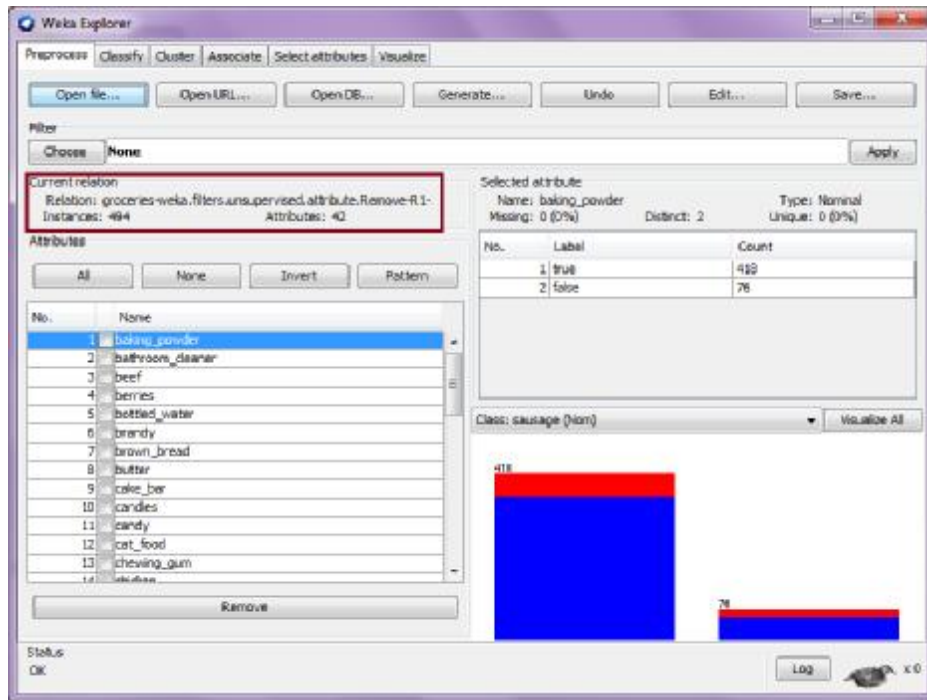 Weka Explorer
Preprocess Classify Cluster Associate Select attributes Visualize
Open file... Open URL... Open DB... Generate... Undo Edit... Save...
Filter
Choose None Apply
Current relation
Relation: groceries-weka.filters.unsupervised.attribute.Remove-R1-
Instances: 494 Attributes: 42
Selected attribute
Name: baking_powder Type: Nominal
Missing: 0 (0%) Distinct: 2 Unique: 0 (0%)
No. Label Count
1 true 418
2 false 76
Attributes
All None Invert Pattern
No. Name
1 baking_powder
2 bathroom_cleaner
3 beef
4 berries
5 bottled_water
6 brandy
7 brown_bread
8 butter
9 cake_bar
10 candles
11 candy
12 cat_food
13 chewing_gum
14
Remove
Class: sausage (Nom) Visualize All
418
76
Status
OK
Log x 0